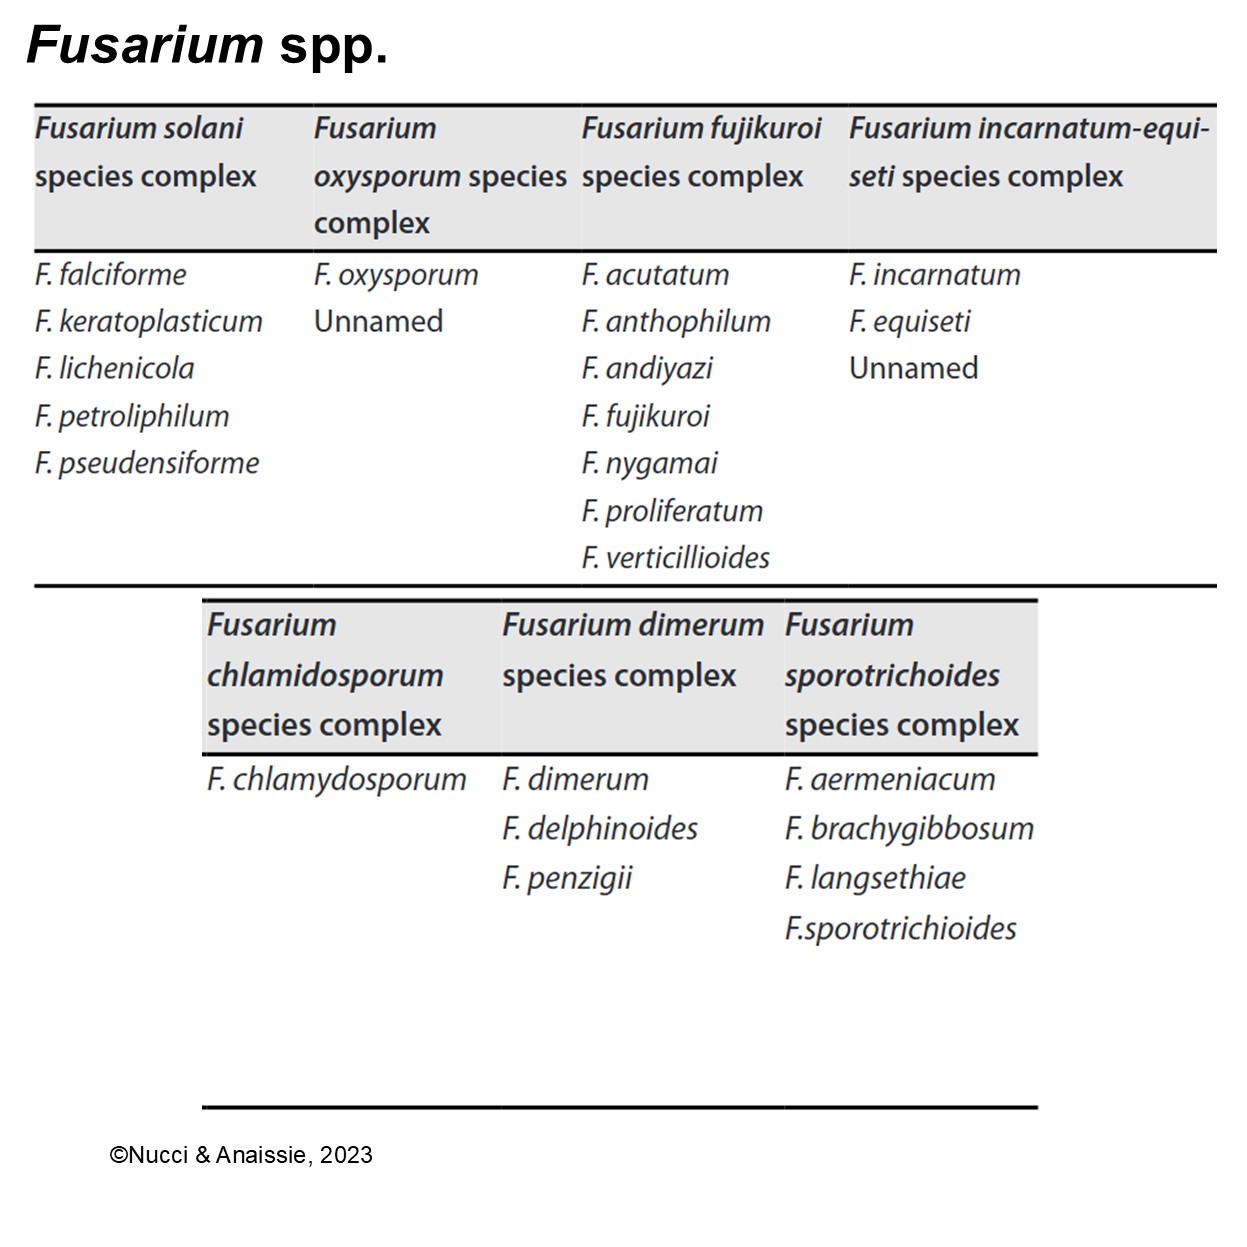 Fusarium spp.
Fusarium solani
species complex
Fusarium
oxysporum species
complex
Fusarium fujikuroi
species complex
Fusarium incarnatum-equi-
seti species complex
F. falciforme
F. keratoplasticum
F. lichenicola
F. petroliphilum
F. pseudensiforme
F. oxysporum
Unnamed
F. acutatum
F. anthophilum
F. andiyazi
F. fujikuroi
F. nygamai
F. proliferatum
F. verticillioides
F. incarnatum
F. equiseti
Unnamed
Fusarium
chlamidosporum
species complex
Fusarium dimerum
species complex
Fusarium
sporotrichoides
species complex
F. chlamydosporum
F. dimerum
F. delphinoides
F. penzigii
F. aermeniacum
F. brachygibbosum
F. langsethiae
F.sporotrichioides
©Nucci & Anaissie, 2023